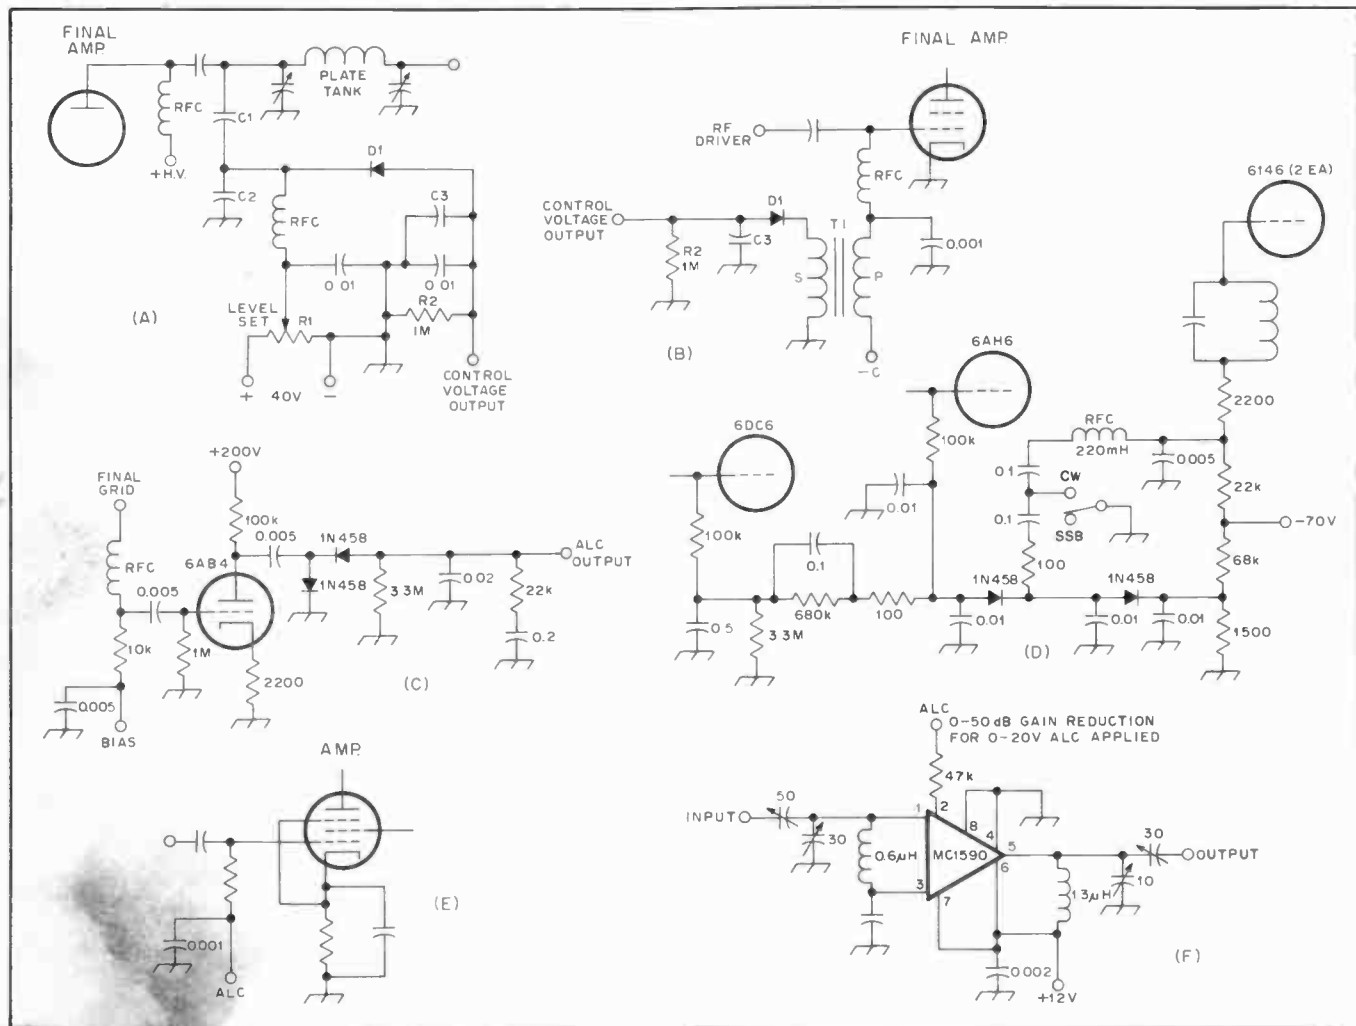 FINAL
AMP.
RFC
+H.V.
C1
C2
PLATE
TANK
D1
RFC
C3
0.01
0.01
R2
1M
LEVEL
SET
R1
+ 40V −
CONTROL
VOLTAGE
OUTPUT
(A)
FINAL AMP.
RF
DRIVER
RFC
CONTROL
VOLTAGE
OUTPUT
D1
T1
R2
1M
C3
S
P
0.001
-C
(B)
+200V
FINAL
GRID
100k
0.005
1N458
RFC
6AB4
0.005
1N458
3.3M
0.02
22k
ALC
OUTPUT
10k
1M
0.2
2200
0.005
BIAS
(C)
6146 (2 EA)
6AH6
2200
RFC
220mH
0.005
100k
6DC6
0.1
CW
22k
0.01
0.1
SSB
-70V
100k
0.1
100
68k
1N458
1N458
0.5
3.3M
680k
100
0.01
0.01
0.01
1500
(D)
AMP.
0.001
ALC
(E)
ALC
0-50dB GAIN REDUCTION
FOR 0-20V ALC APPLIED
47k
INPUT
50
30
1
2
8
4
5
6
3
7
0.6μH
MC1590
30
OUTPUT
10
1.3μH
0.002
+12V
(F)